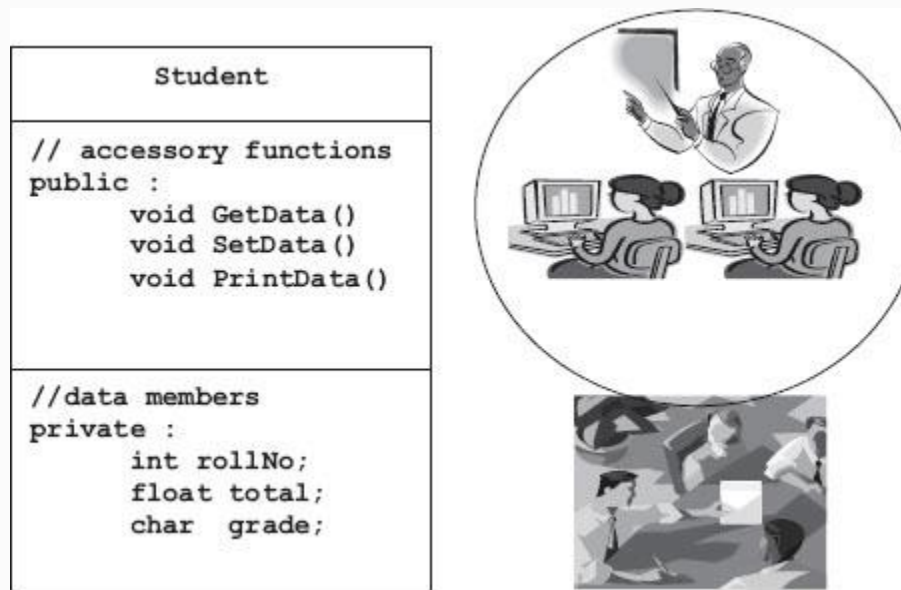 Student
// accessory functions
public :
void GetData()
void SetData()
void PrintData()
//data members
private :
int rollNo;
float total;
char grade;